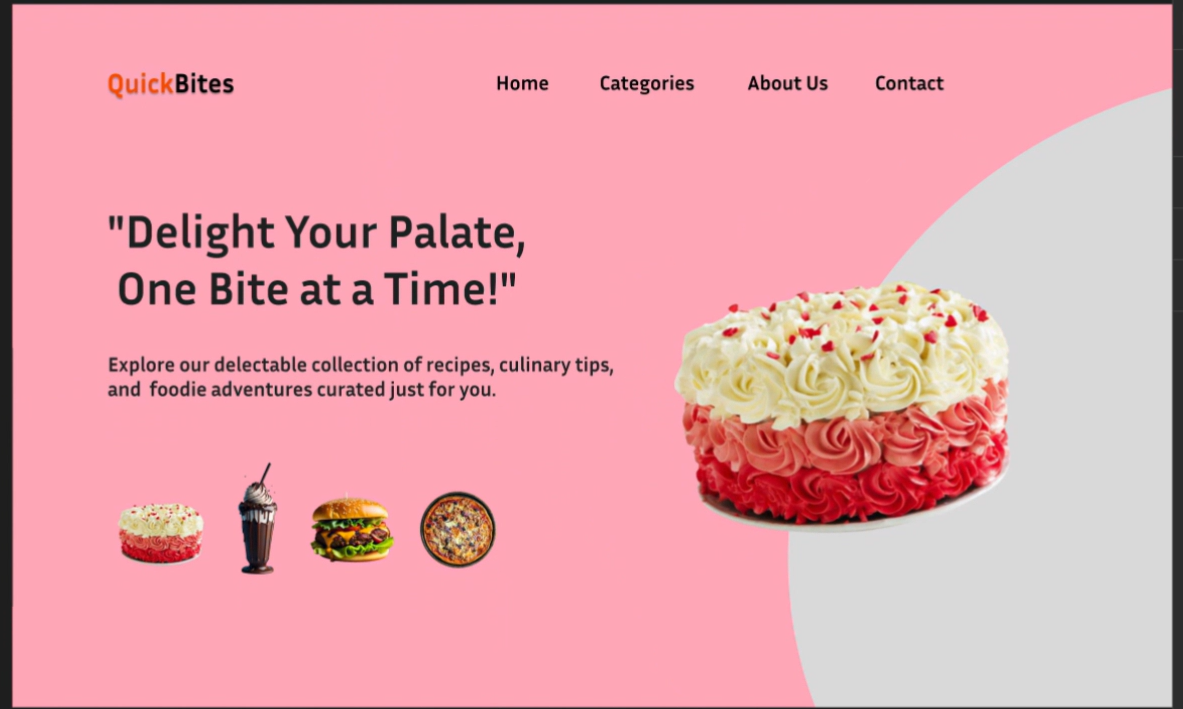 QuickBites
Home Categories About Us Contact
"Delight Your Palate,
One Bite at a Time!"
Explore our delectable collection of recipes, culinary tips,
and foodie adventures curated just for you.